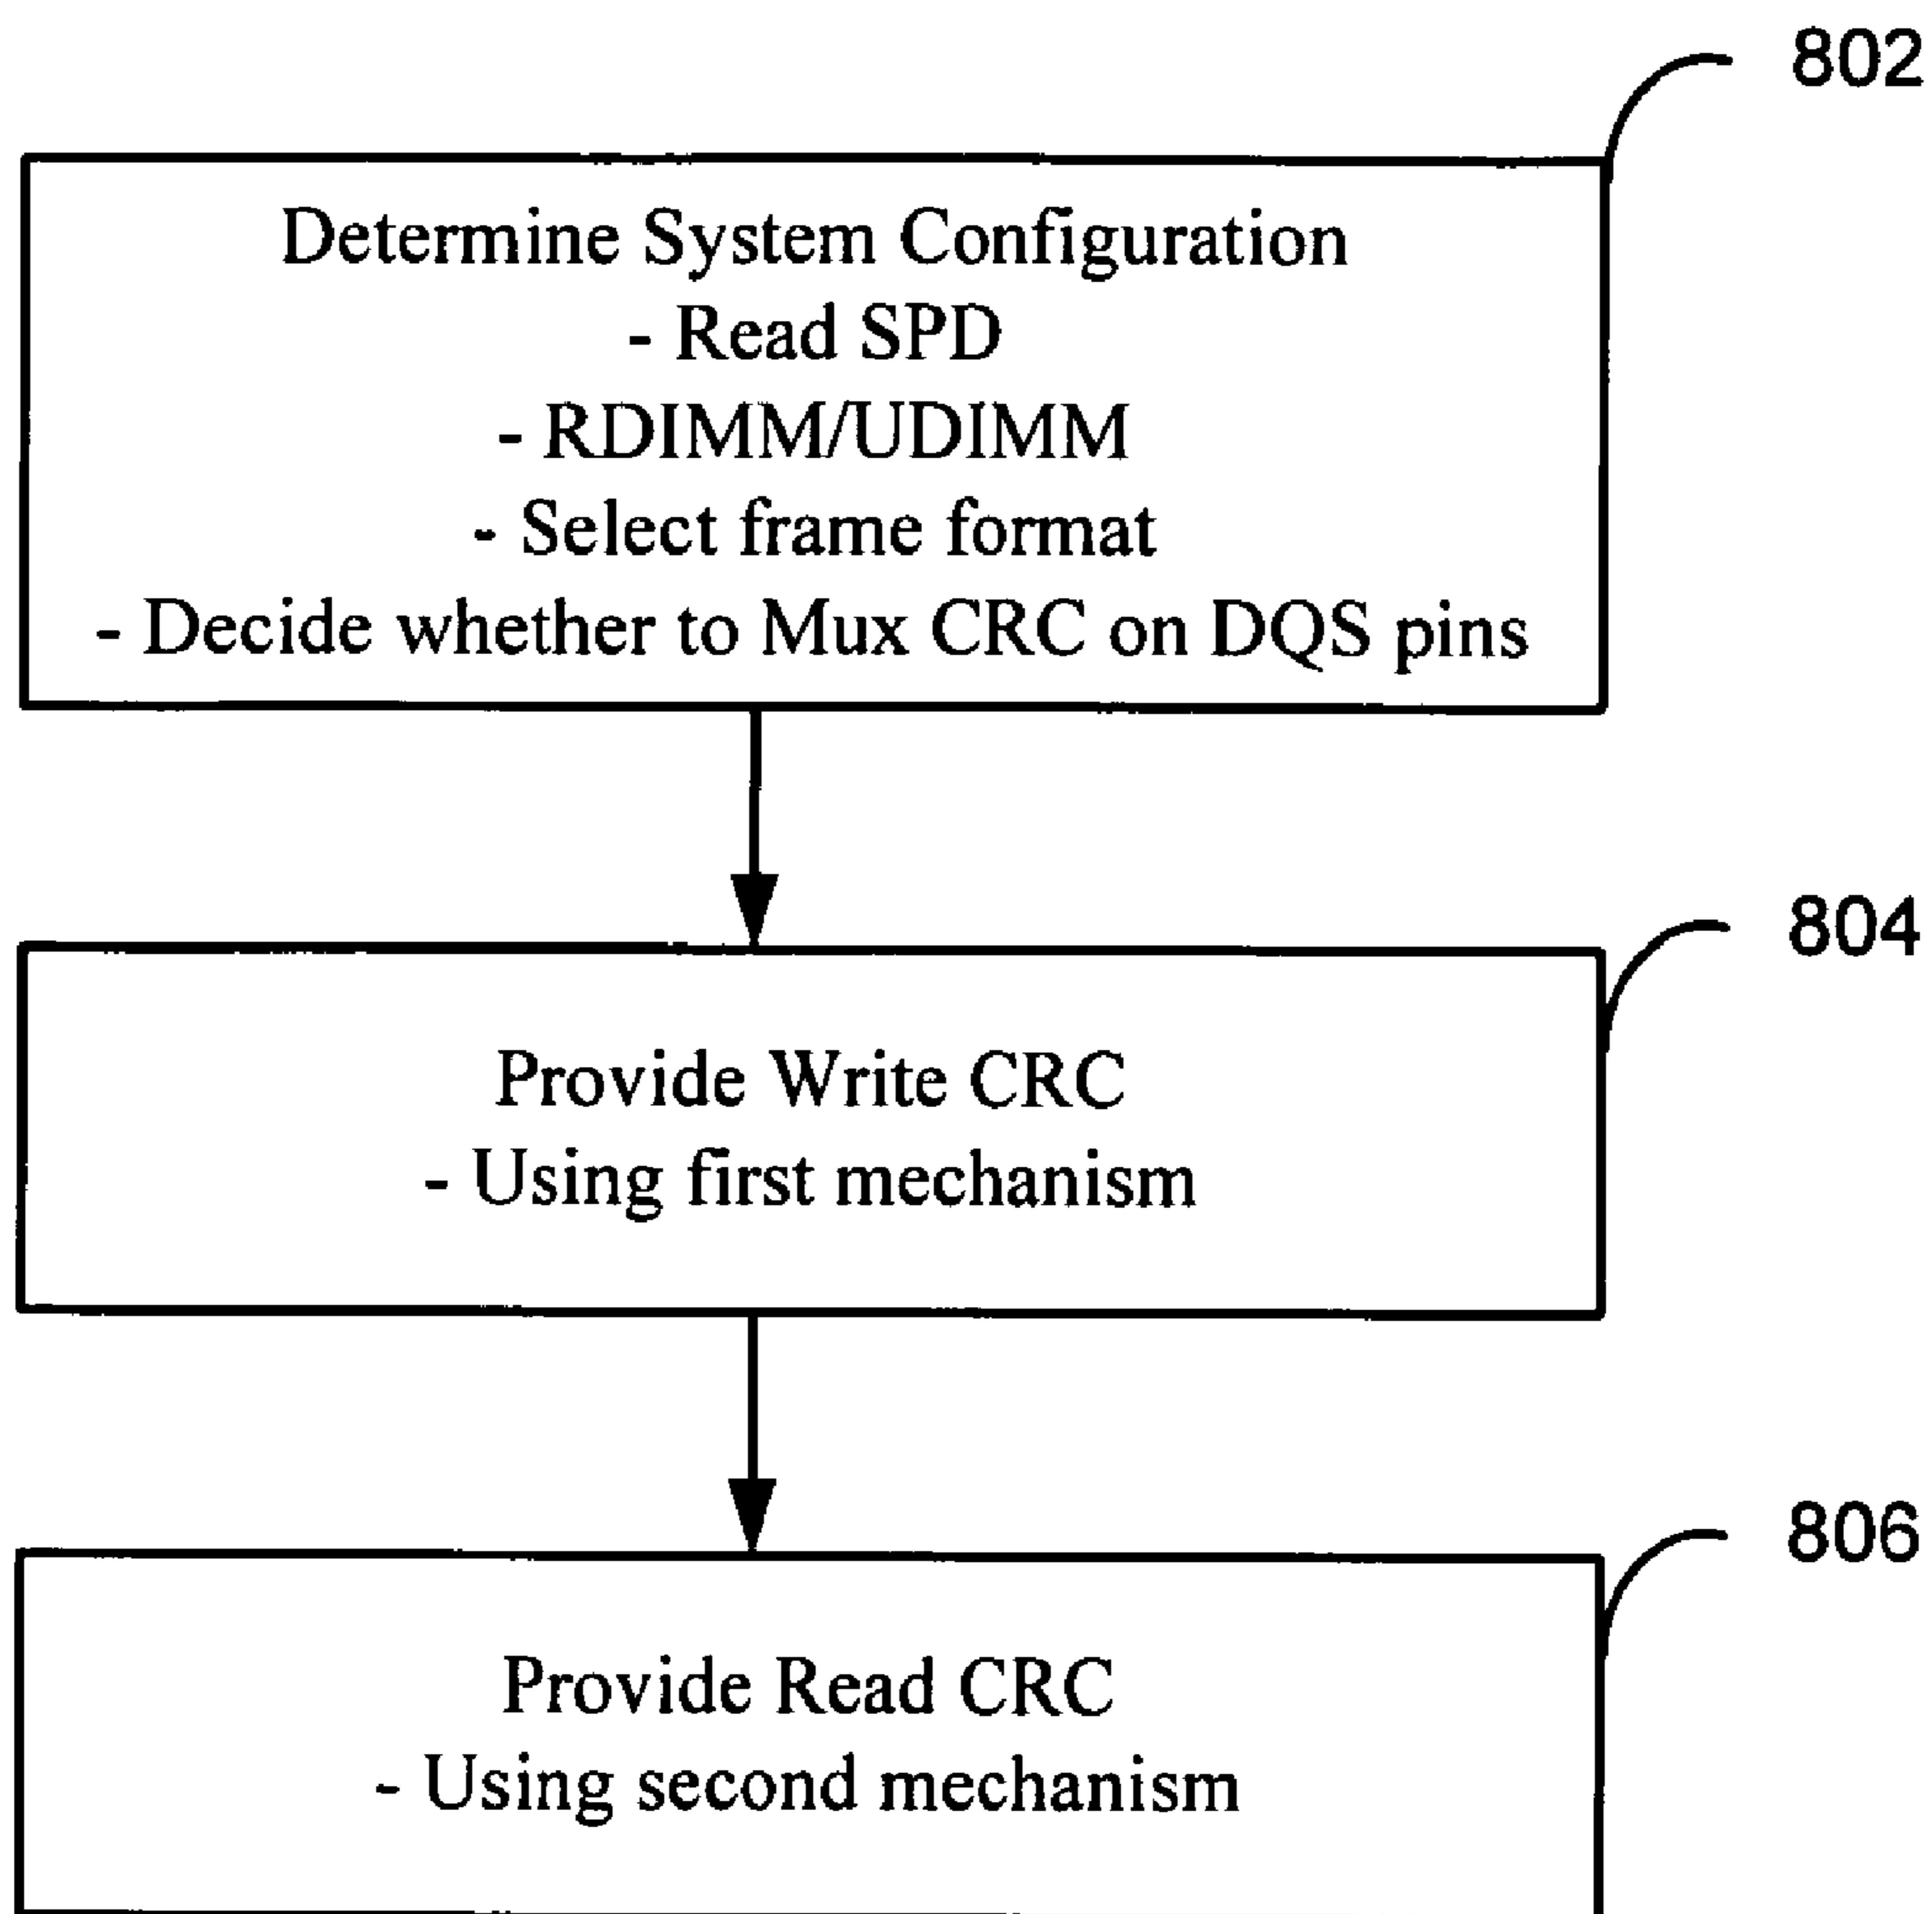 802
Determine System Configuration
- Read SPD
- RDIMM/UDIMM
- Select frame format
- Decide whether to Mux CRC on DQS pins
804
Provide Write CRC
- Using first mechanism
806
Provide Read CRC
- Using second mechanism